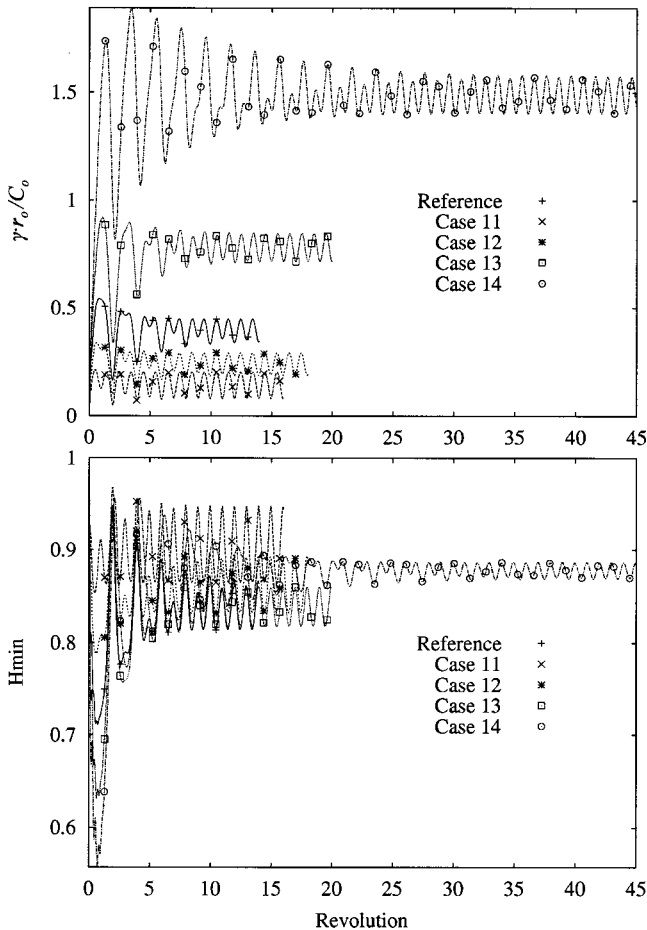 γ r_o/C_o
1.5
1
0.5
0
Reference
Case 11
Case 12
Case 13
Case 14
0 5 10 15 20 25 30 35 40 45
Hmin
1
0.9
0.8
0.7
0.6
Reference
Case 11
Case 12
Case 13
Case 14
0 5 10 15 20 25 30 35 40 45
Revolution